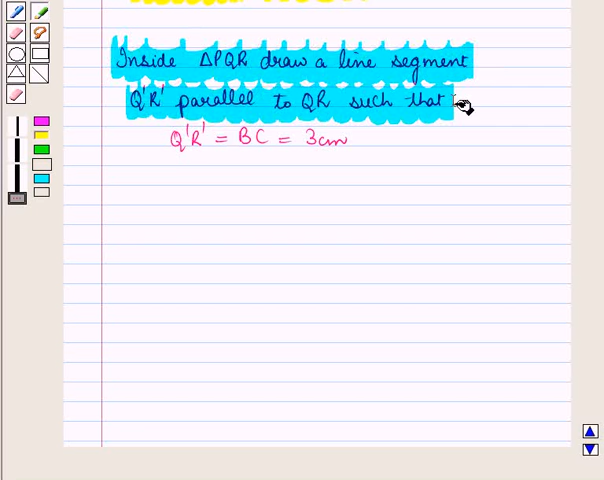 Inside ΔPQR draw a line segment
Q'R' parallel to QR such that
Q'R' = BC = 3cm